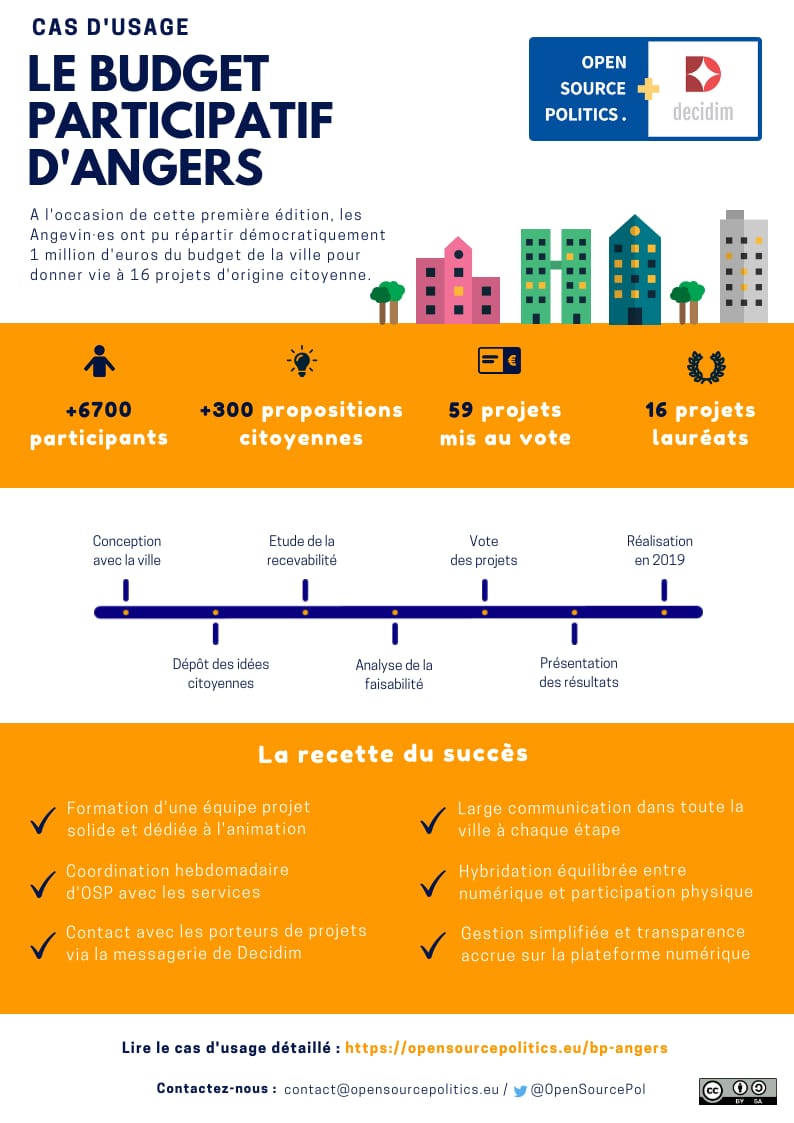 CAS D'USAGE
LE BUDGET
PARTICIPATIF
D'ANGERS
OPEN
SOURCE
POLITICS .
decidim
A l'occasion de cette première édition, les
Angevin·es ont pu répartir démocratiquement
1 million d'euros du budget de la ville pour
donner vie à 16 projets d'origine citoyenne.
€
+6700
participants
+300 propositions
citoyennes
59 projets
mis au vote
16 projets
lauréats
Conception
avec la ville
Etude de la
recevabilité
Vote
des projets
Réalisation
en 2019
Dépôt des idées
citoyennes
Analyse de la
faisabilité
Présentation
des résultats
La recette du succès
Formation d'une équipe projet
solide et dédiée à l'animation
Coordination hebdomadaire
d'OSP avec les services
Contact avec les porteurs de projets
via la messagerie de Decidim
Large communication dans toute la
ville à chaque étape
Hybridation équilibrée entre
numérique et participation physique
Gestion simplifiée et transparence
accrue sur la plateforme numérique
Lire le cas d'usage détaillé : https://opensourcepolitics.eu/bp-angers
Contactez-nous : contact@opensourcepolitics.eu / @OpenSourcePol
cc
BY SA